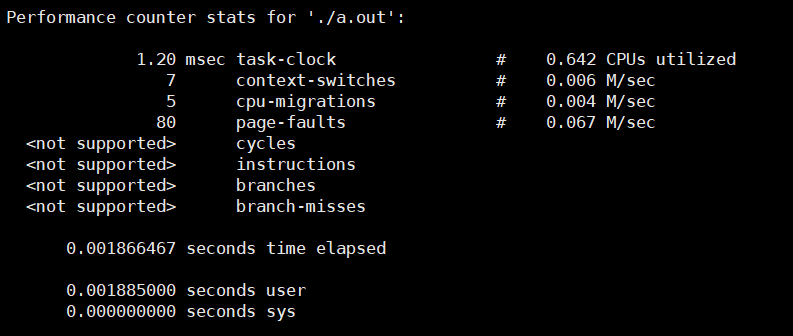 Performance counter stats for './a.out':
1.20 msec task-clock # 0.642 CPUs utilized
7 context-switches # 0.006 M/sec
5 cpu-migrations # 0.004 M/sec
80 page-faults # 0.067 M/sec
<not supported> cycles
<not supported> instructions
<not supported> branches
<not supported> branch-misses
0.001866467 seconds time elapsed
0.001885000 seconds user
0.000000000 seconds sys